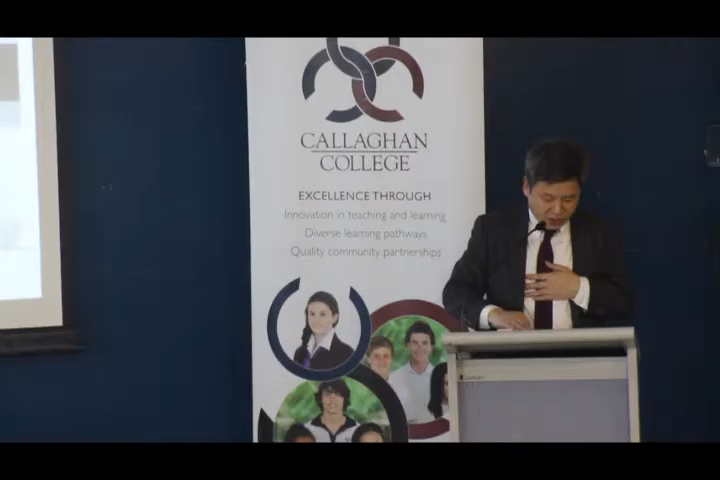 CALLAGHAN
COLLEGE
EXCELLENCE THROUGH
Innovation in teaching and learning
Diverse learning pathways
Quality community partnerships